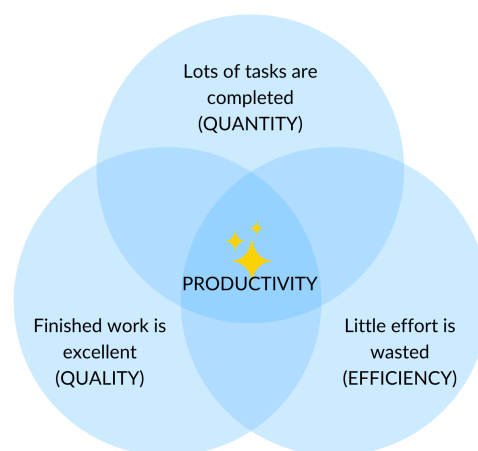 Lots of tasks are
completed
(QUANTITY)
PRODUCTIVITY
Finished work is
excellent
(QUALITY)
Little effort is
wasted
(EFFICIENCY)